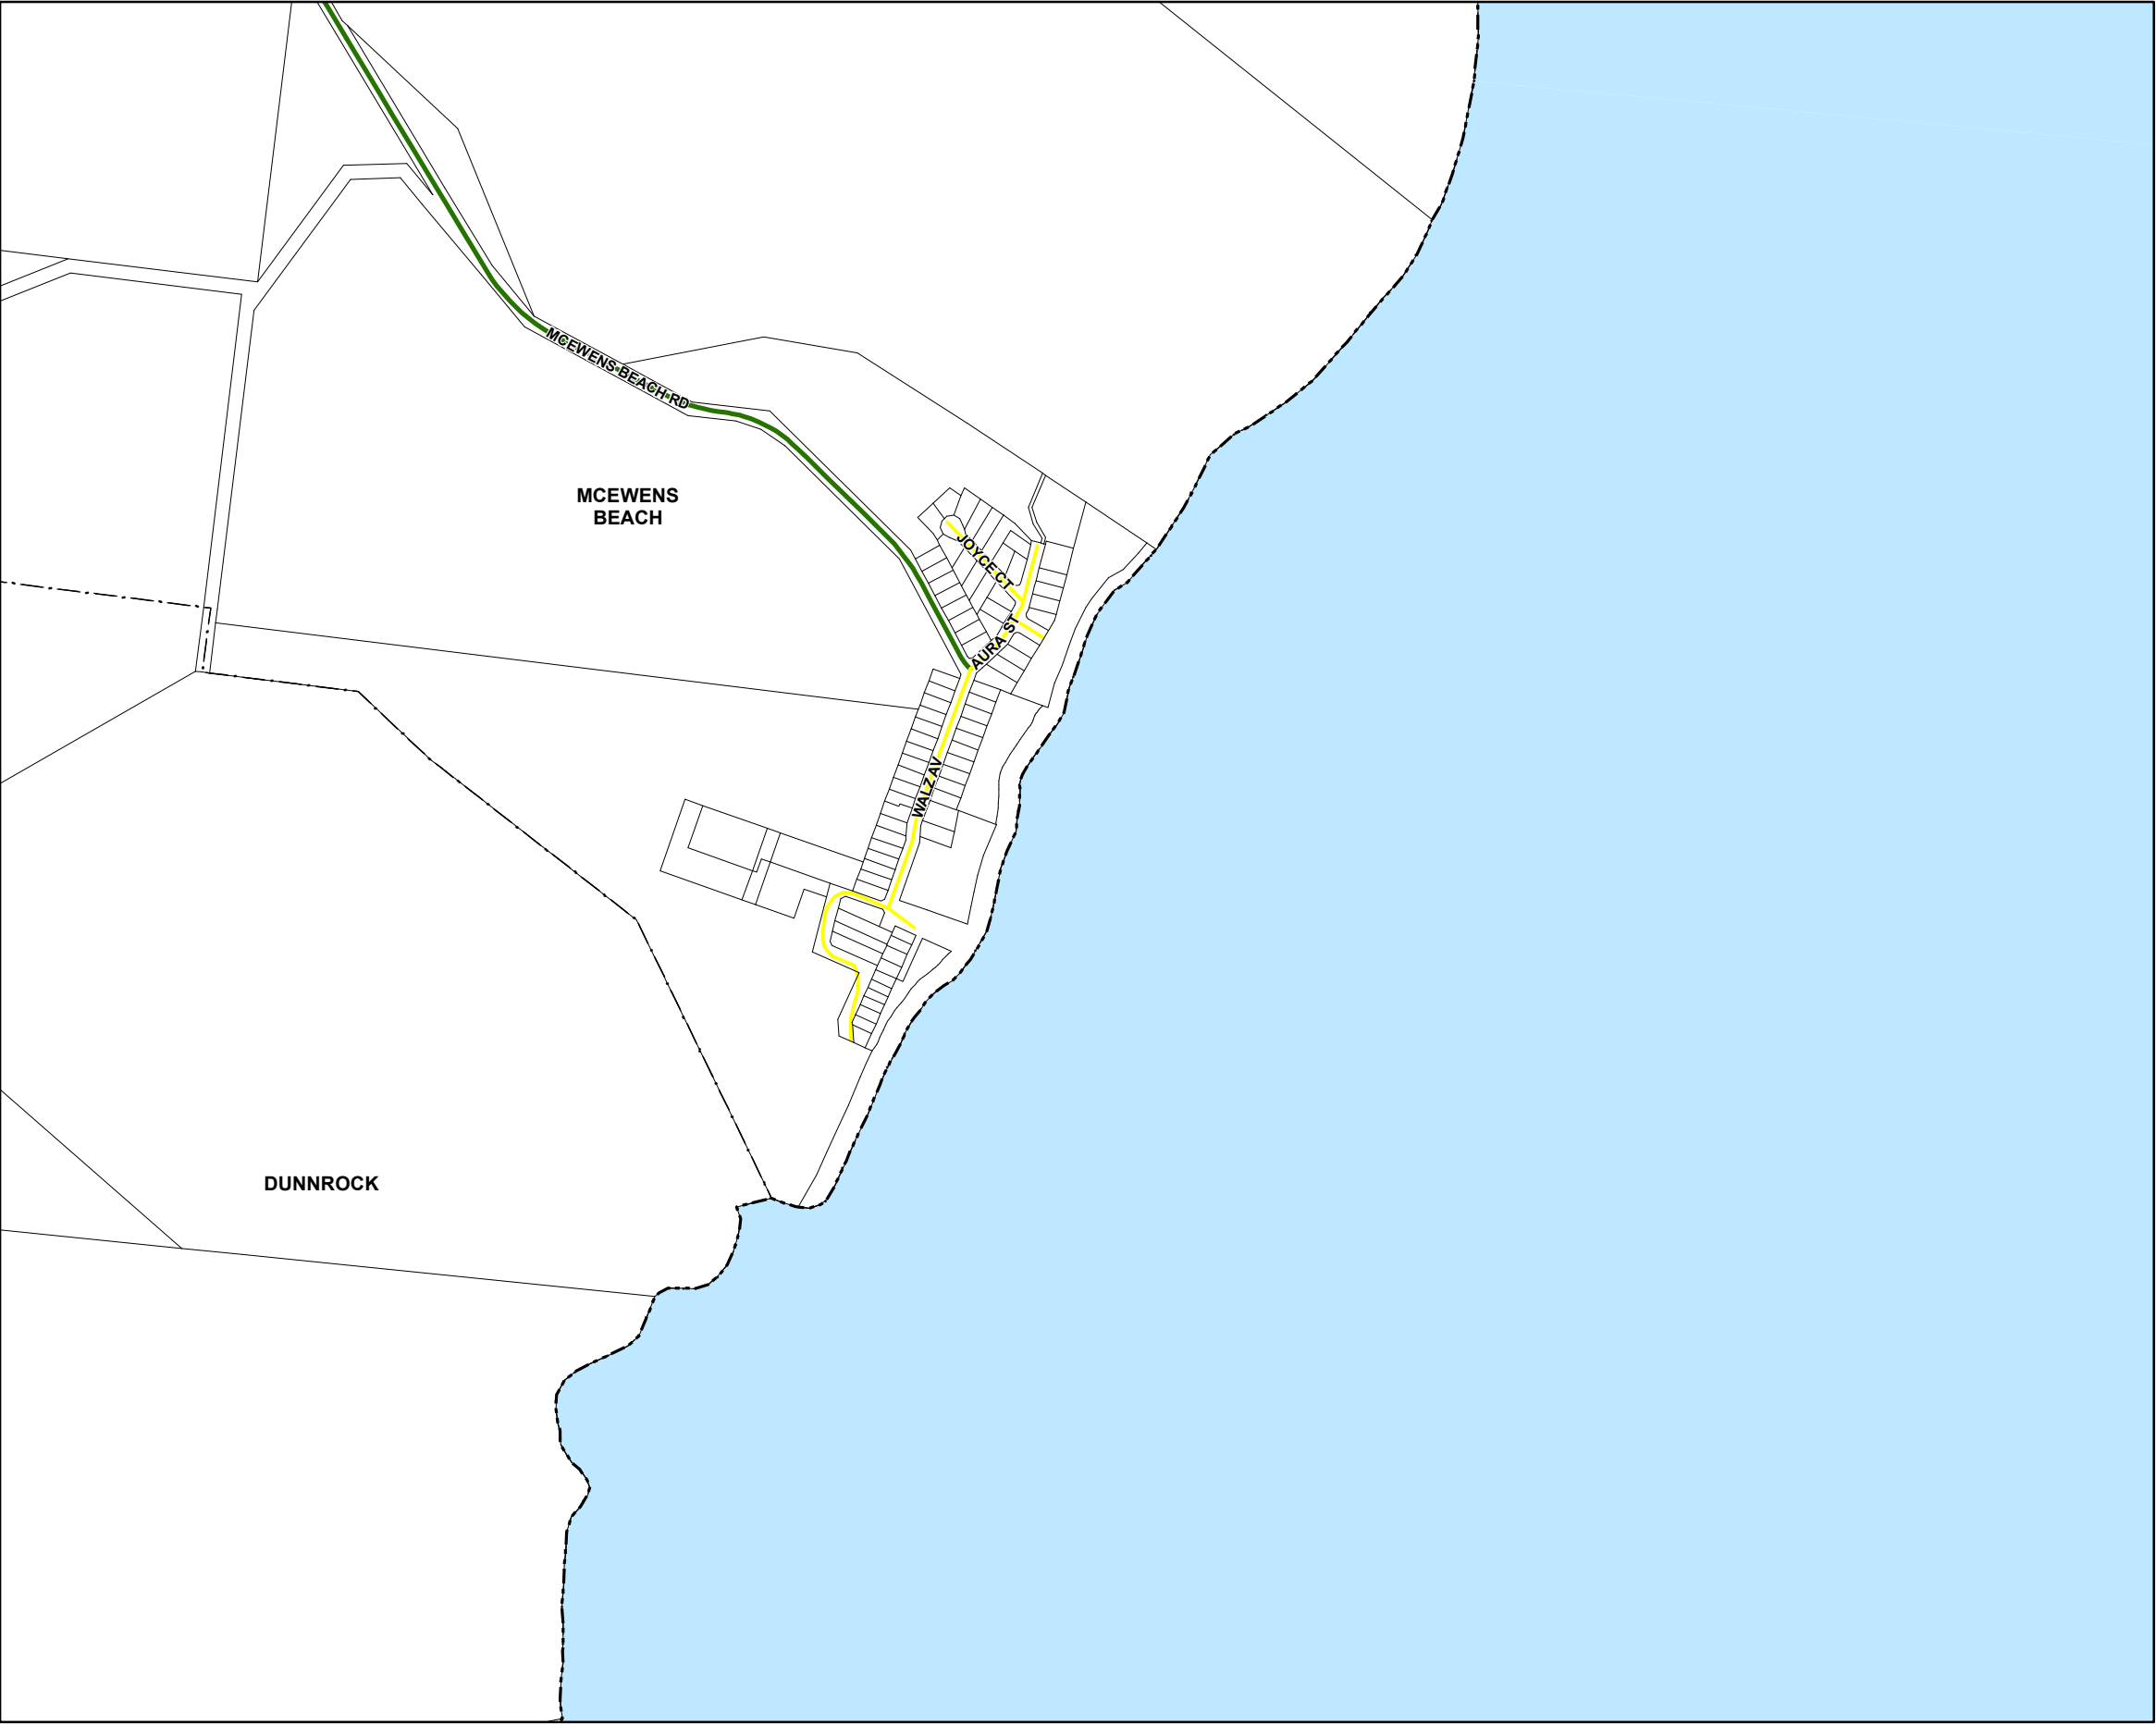 MCEWENS BEACH RD
MCEWENS
BEACH
JOYCE CT
AURA ST
WALZ AV
DUNNROCK